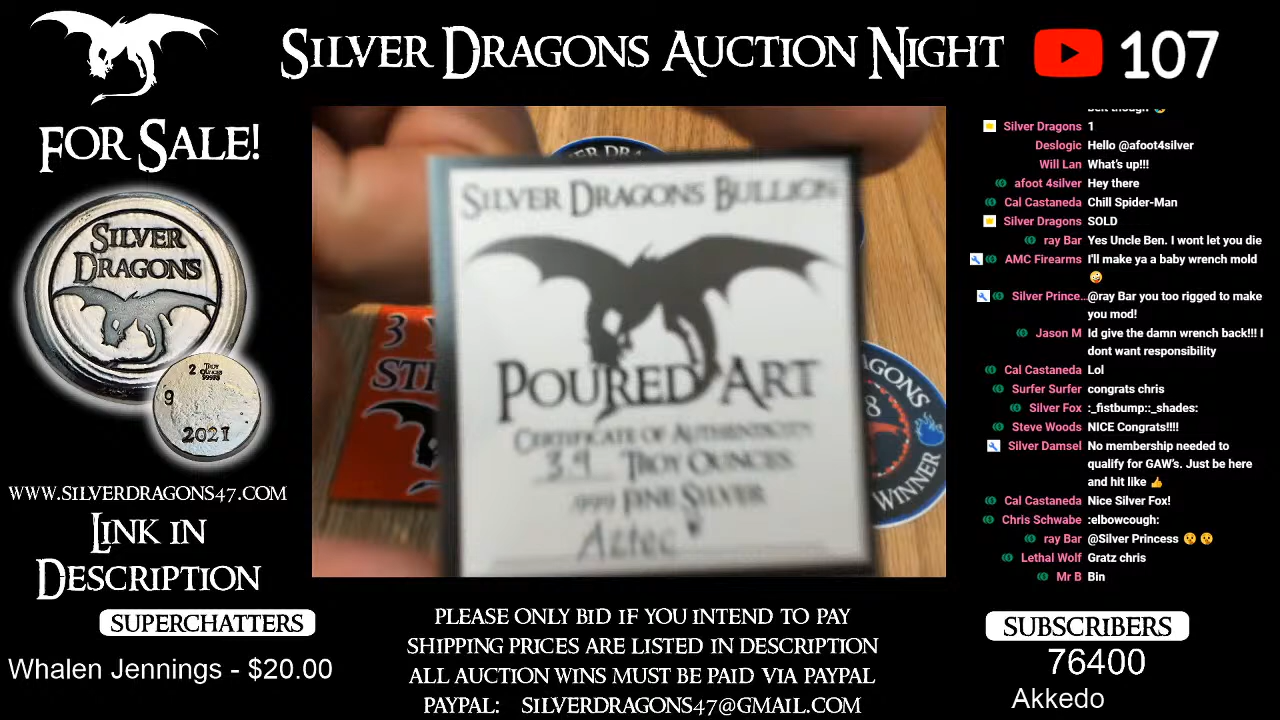 SILVER DRAGONS AUCTION NIGHT
107
FOR SALE!
SILVER
DRAGONS
2 TROY
OUNCES
9
2021
WWW.SILVERDRAGONS47.COM
LINK IN
DESCRIPTION
SUPERCHATTERS
Whalen Jennings - $20.00
SILVER DRAGONS BULLION
POURED ART
CERTIFICATE OF AUTHENTICITY
3.9 TROY OUNCES
.999 FINE SILVER
Aztec
3
WINNER
PLEASE ONLY BID IF YOU INTEND TO PAY
SHIPPING PRICES ARE LISTED IN DESCRIPTION
ALL AUCTION WINS MUST BE PAID VIA PAYPAL
PAYPAL: SILVERDRAGONS47@GMAIL.COM
Silver Dragons 1
Deslogic Hello @afoot4silver
Will Lan What's up!!!
afoot 4silver Hey there
Cal Castaneda Chill Spider-Man
Silver Dragons SOLD
ray Bar Yes Uncle Ben. I wont let you die
AMC Firearms I'll make ya a baby wrench mold
Silver Prince... @ray Bar you too rigged to make
you mod!
Jason M Id give the damn wrench back!!! I
dont want responsibility
Cal Castaneda Lol
Surfer Surfer congrats chris
Silver Fox :_fistbump::_shades:
Steve Woods NICE Congrats!!!!
Silver Damsel No membership needed to
qualify for GAW's. Just be here
and hit like
Cal Castaneda Nice Silver Fox!
Chris Schwabe :elbowcough:
ray Bar @Silver Princess
Lethal Wolf Gratz chris
Mr B Bin
SUBSCRIBERS
76400
Akkedo